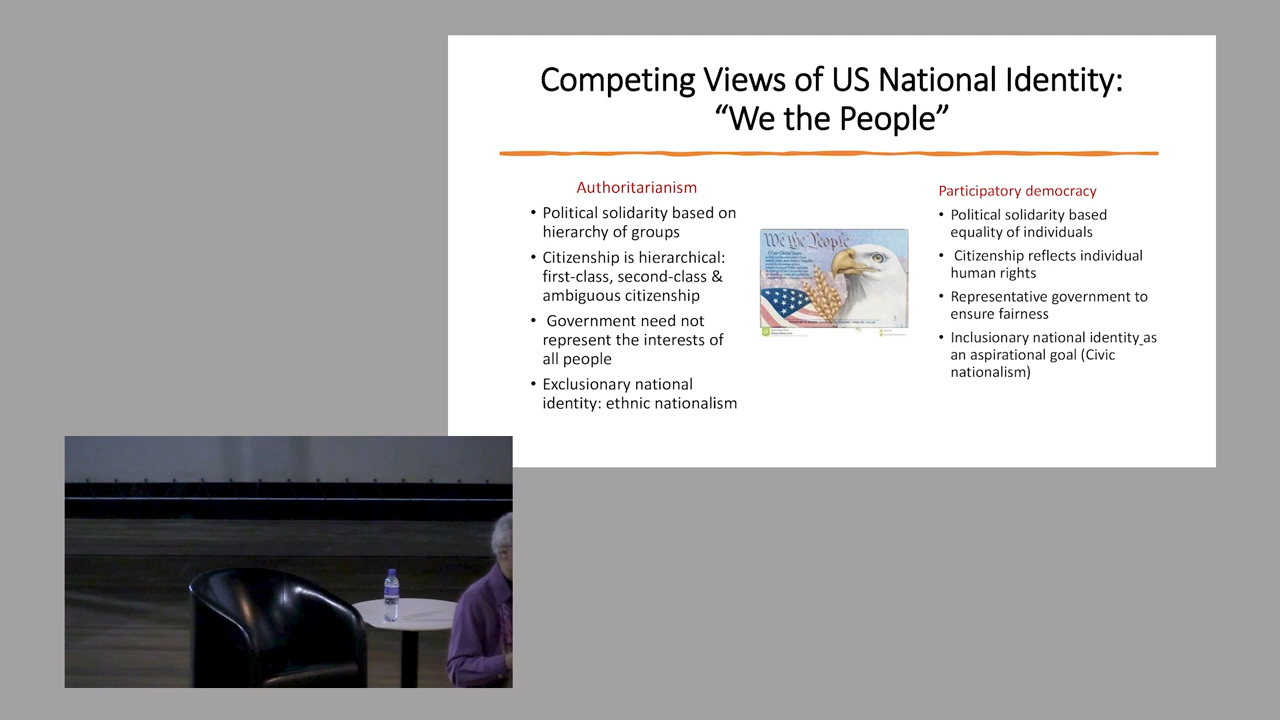 Competing Views of US National Identity:
“We the People”
Authoritarianism
• Political solidarity based on
hierarchy of groups
• Citizenship is hierarchical:
first-class, second-class &
ambiguous citizenship
• Government need not
represent the interests of
all people
• Exclusionary national
identity: ethnic nationalism
We the People
Participatory democracy
• Political solidarity based
equality of individuals
• Citizenship reflects individual
human rights
• Representative government to
ensure fairness
• Inclusionary national identity as
an aspirational goal (Civic
nationalism)